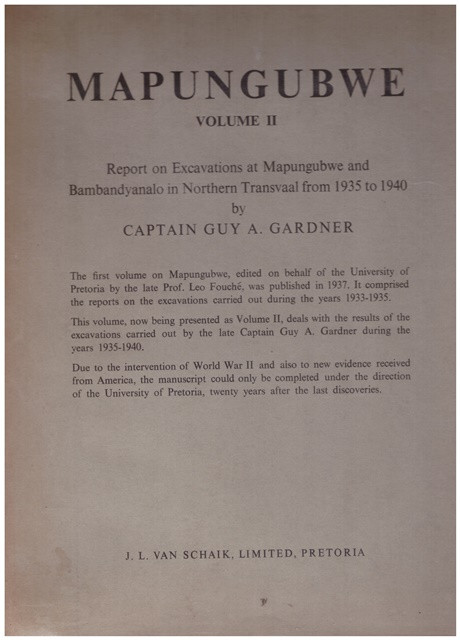 MAPUNGUBWE
VOLUME II
Report on Excavations at Mapungubwe and
Bambandyanalo in Northern Transvaal from 1935 to 1940
by
CAPTAIN GUY A. GARDNER
The first volume on Mapungubwe, edited on behalf of the University of
Pretoria by the late Prof. Leo Fouché, was published in 1937. It comprised
the reports on the excavations carried out during the years 1933-1935.
This volume, now being presented as Volume II, deals with the results of the
excavations carried out by the late Captain Guy A. Gardner during the
years 1935-1940.
Due to the intervention of World War II and also to new evidence received
from America, the manuscript could only be completed under the direction
of the University of Pretoria, twenty years after the last discoveries.
J. L. VAN SCHAIK, LIMITED, PRETORIA